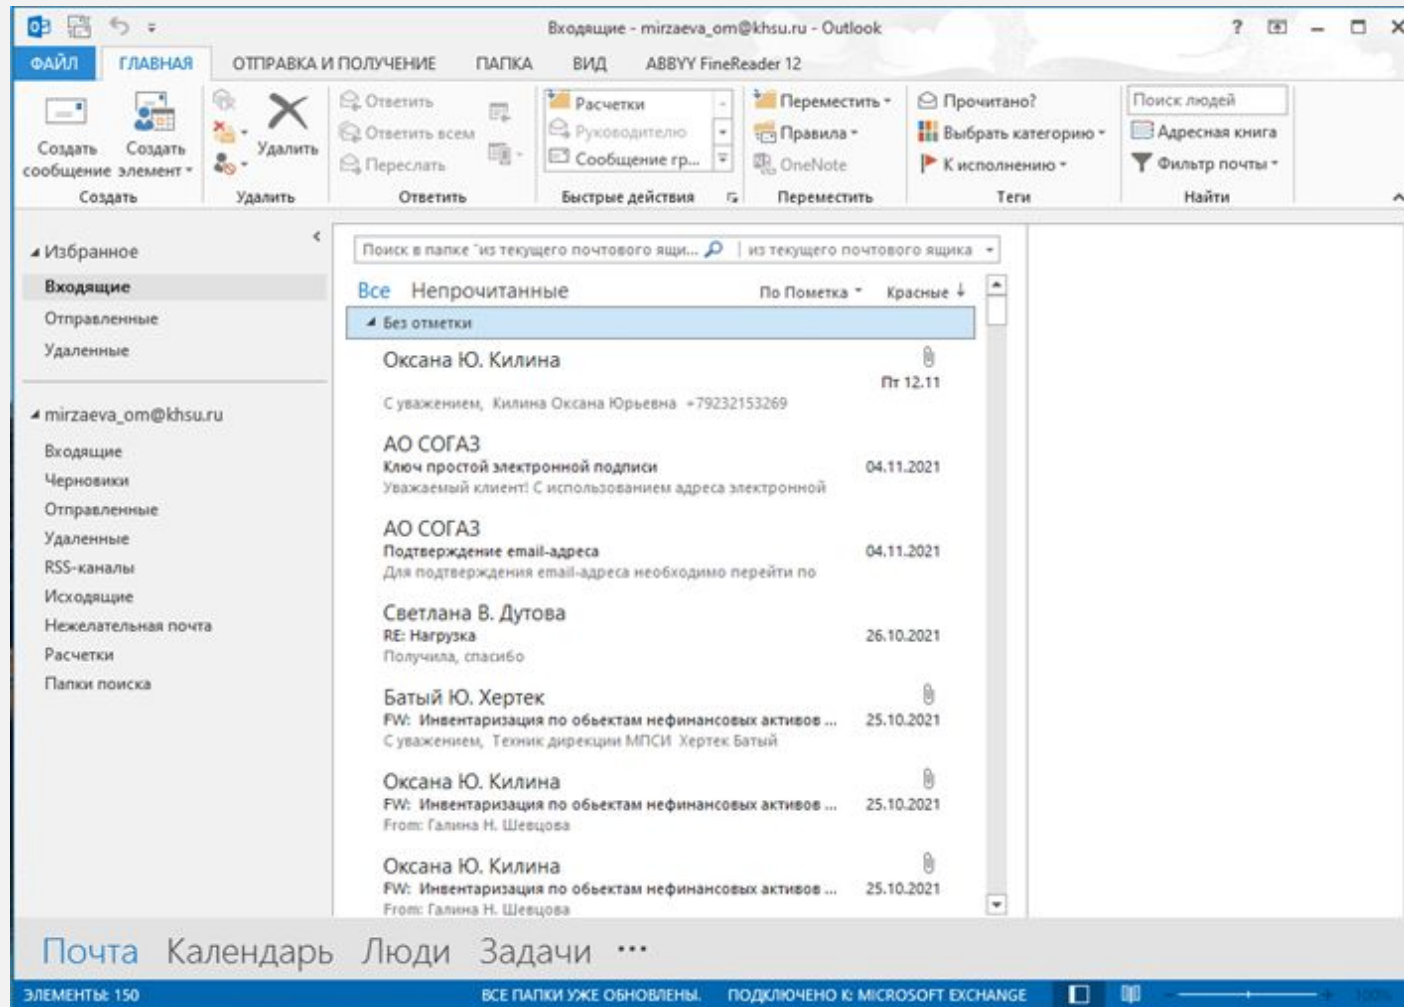 Входящие - mirzaeva_om@khsu.ru - Outlook
ФАЙЛ ГЛАВНАЯ ОТПРАВКА И ПОЛУЧЕНИЕ ПАПКА ВИД ABBYY FineReader 12
Создать сообщение
Создать элемент
Создать
Удалить
Удалить
Ответить
Ответить всем
Переслать
Ответить
Расчетки
Руководителю
Сообщение гр...
Быстрые действия
Переместить
Правила
OneNote
Переместить
Прочитано?
Выбрать категорию
К исполнению
Теги
Поиск людей
Адресная книга
Фильтр почты
Найти
Избранное
Входящие
Отправленные
Удаленные
mirzaeva_om@khsu.ru
Входящие
Черновики
Отправленные
Удаленные
RSS-каналы
Исходящие
Нежелательная почта
Расчетки
Папки поиска
Поиск в папке "из текущего почтового ящи... из текущего почтового ящика
Все Непрочитанные По Пометка Красные ↓
Без отметки
Оксана Ю. Килина
Пт 12.11
С уважением, Килина Оксана Юрьевна +79232153269
АО СОГАЗ
Ключ простой электронной подписи 04.11.2021
Уважаемый клиент! С использованием адреса электронной
АО СОГАЗ
Подтверждение email-адреса 04.11.2021
Для подтверждения email-адреса необходимо перейти по
Светлана В. Дутова
RE: Нагрузка 26.10.2021
Получила, спасибо
Батый Ю. Хертек
FW: Инвентаризация по обьектам нефинансовых активов ... 25.10.2021
С уважением, Техник дирекции МПСИ Хертек Батый
Оксана Ю. Килина
FW: Инвентаризация по обьектам нефинансовых активов ... 25.10.2021
From: Галина Н. Шевцова
Оксана Ю. Килина
FW: Инвентаризация по обьектам нефинансовых активов ... 25.10.2021
From: Галина Н. Шевцова
Почта Календарь Люди Задачи ...
ЭЛЕМЕНТЫ: 150 ВСЕ ПАПКИ УЖЕ ОБНОВЛЕНЫ. ПОДКЛЮЧЕНО К: MICROSOFT EXCHANGE 100%